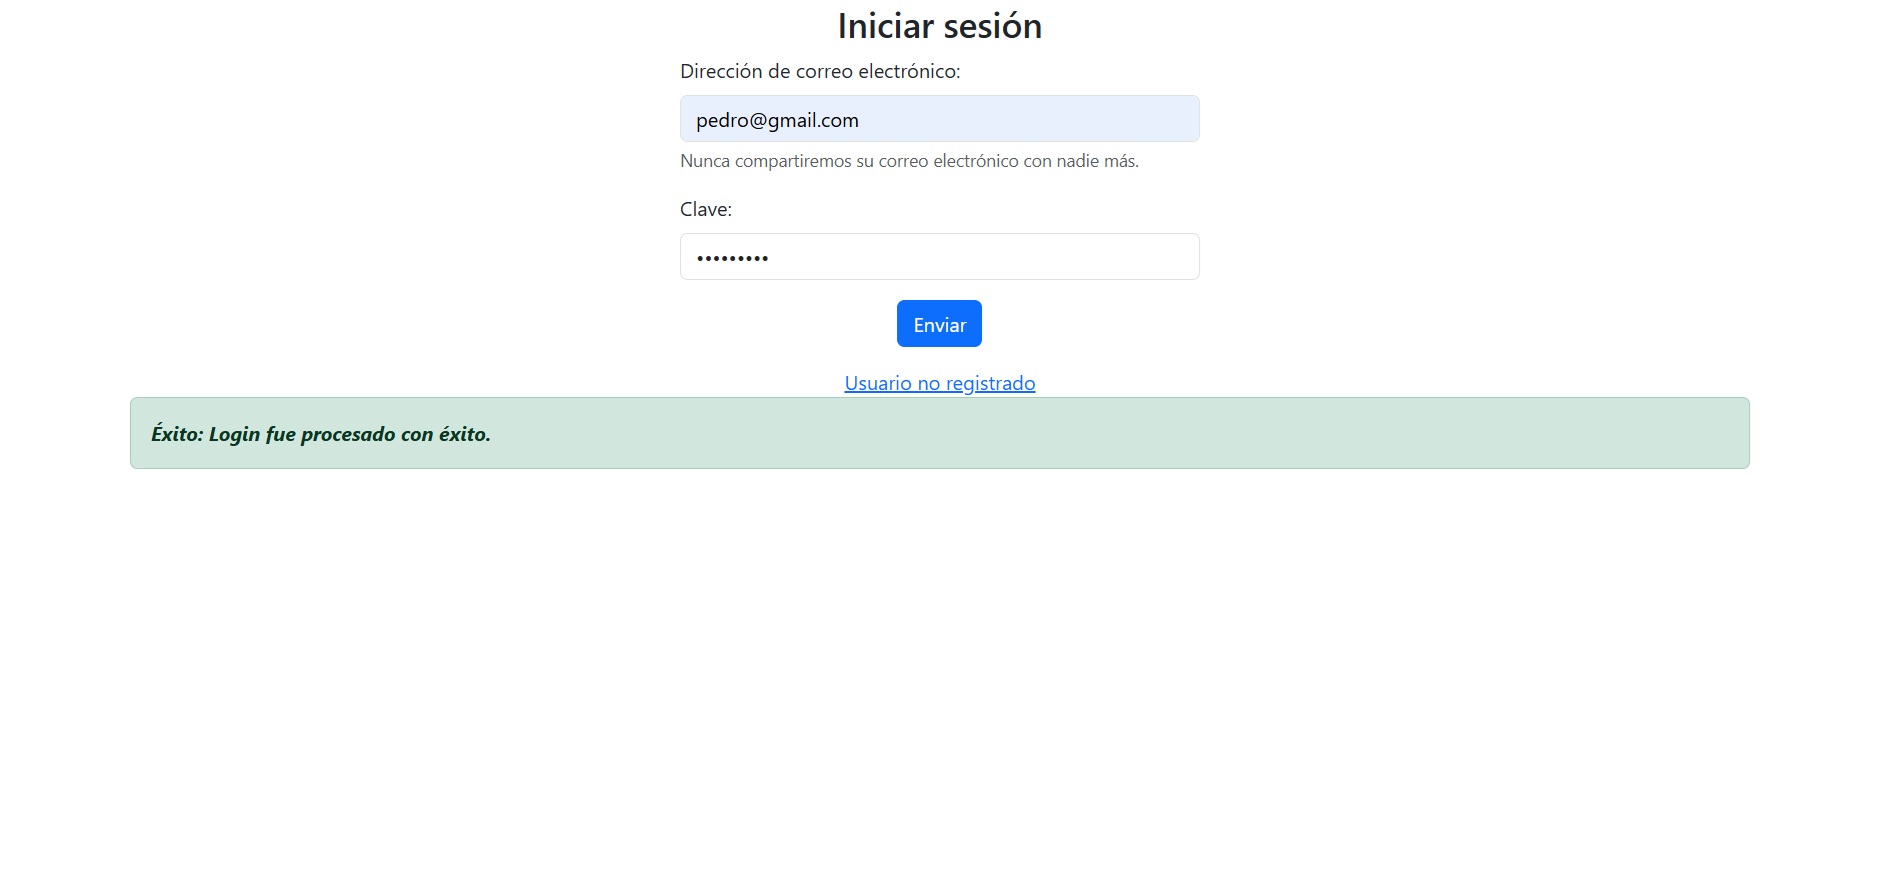 Iniciar sesión
Dirección de correo electrónico:
pedro@gmail.com
Nunca compartiremos su correo electrónico con nadie más.
Clave:
•••••••••
Enviar
Usuario no registrado
Éxito: Login fue procesado con éxito.